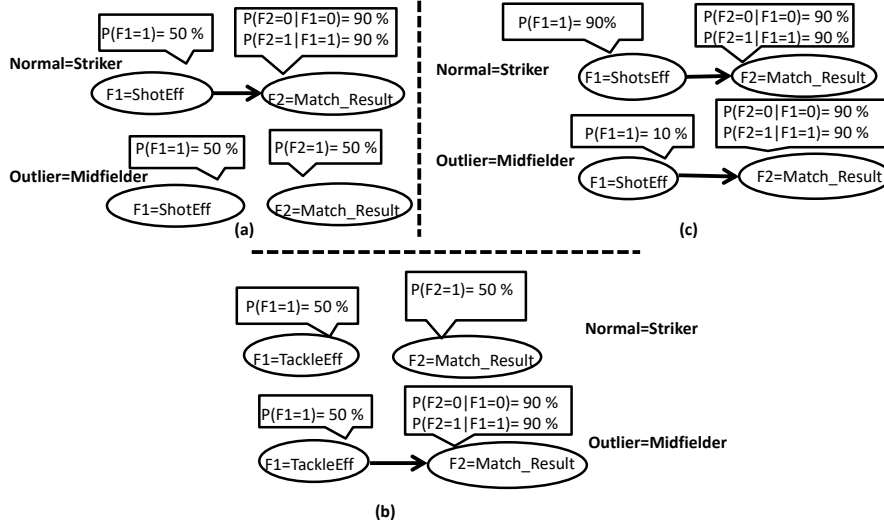 P(F1=1)= 50 %
P(F2=0|F1=0)= 90 %
P(F2=1|F1=1)= 90 %
Normal=Striker
F1=ShotEff
F2=Match_Result
P(F1=1)= 50 %
P(F2=1)= 50 %
Outlier=Midfielder
F1=ShotEff
F2=Match_Result
(a)
P(F1=1)= 90%
P(F2=0|F1=0)= 90 %
P(F2=1|F1=1)= 90 %
Normal=Striker
F1=ShotsEff
F2=Match_Result
P(F1=1)= 10 %
P(F2=0|F1=0)= 90 %
P(F2=1|F1=1)= 90 %
Outlier=Midfielder
F1=ShotEff
F2=Match_Result
(c)
P(F1=1)= 50 %
P(F2=1)= 50 %
Normal=Striker
F1=TackleEff
F2=Match_Result
P(F1=1)= 50 %
P(F2=0|F1=0)= 90 %
P(F2=1|F1=1)= 90 %
Outlier=Midfielder
F1=TackleEff
F2=Match_Result
(b)